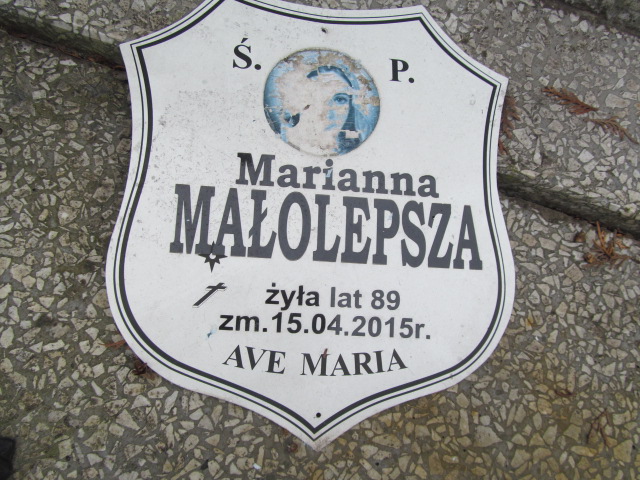 Ś. P.
Marianna
MAŁOLEPSZA
żyła lat 89
zm.15.04.2015r.
AVE MARIA